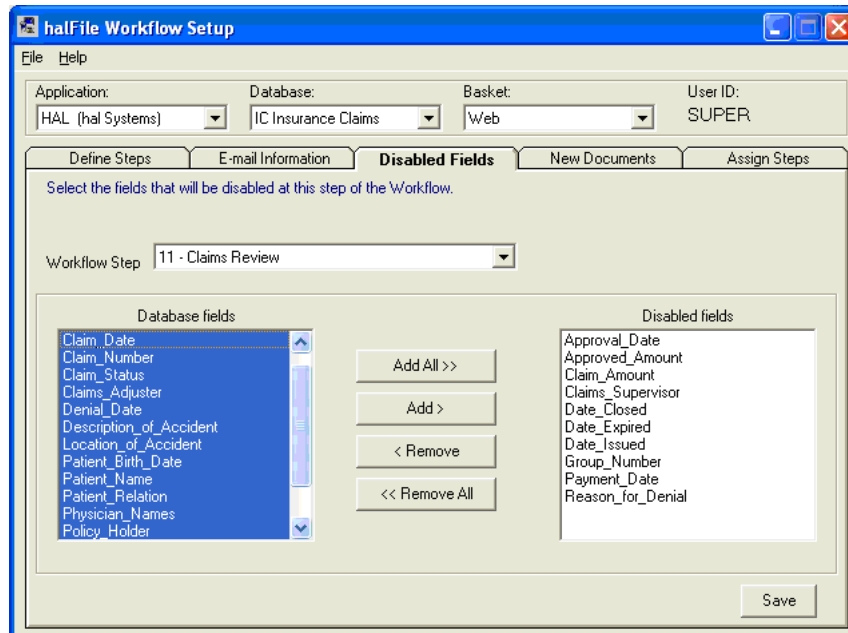 halFile Workflow Setup
File Help
Application: Database: Basket: User ID:
HAL (hal Systems) IC Insurance Claims Web SUPER
Define Steps E-mail Information Disabled Fields New Documents Assign Steps
Select the fields that will be disabled at this step of the Workflow.
Workflow Step 11 - Claims Review
Database fields
Claim_Date
Claim_Number
Claim_Status
Claims_Adjuster
Denial_Date
Description_of_Accident
Location_of_Accident
Patient_Birth_Date
Patient_Name
Patient_Relation
Physician_Names
Policy_Holder
Add All >>
Add >
< Remove
<< Remove All
Disabled fields
Approval_Date
Approved_Amount
Claim_Amount
Claims_Supervisor
Date_Closed
Date_Expired
Date_Issued
Group_Number
Payment_Date
Reason_for_Denial
Save